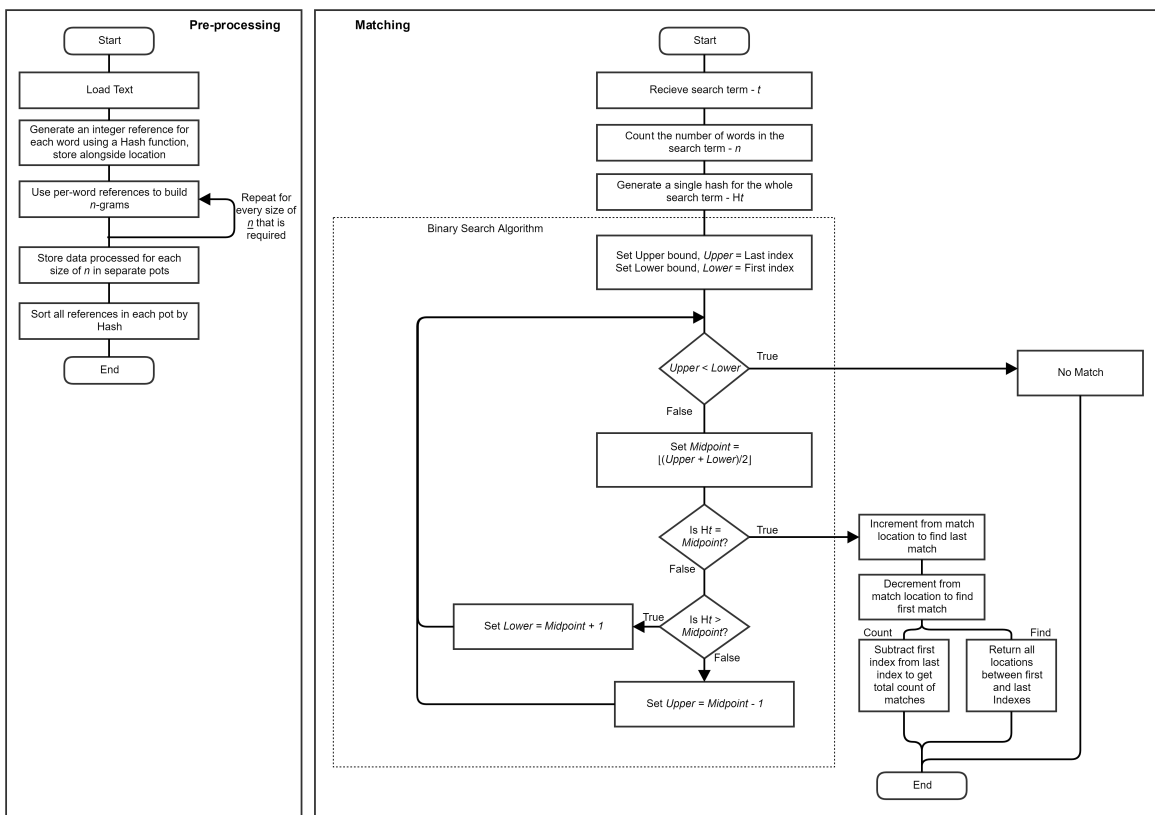 Pre-processing
Start
Load Text
Generate an integer reference for
each word using a Hash function,
store alongside location
Use per-word references to build
n-grams
Repeat for
every size of
n that is
required
Store data processed for each
size of n in separate pots
Sort all references in each pot by
Hash
End
Matching
Start
Recieve search term - t
Count the number of words in the
search term - n
Generate a single hash for the whole
search term - Ht
Binary Search Algorithm
Set Upper bound, Upper = Last index
Set Lower bound, Lower = First index
Upper < Lower
True
No Match
False
Set Midpoint =
⌊(Upper + Lower)/2⌋
Is Ht =
Midpoint?
True
Increment from match
location to find last
match
False
Decrement from
match location to find
first match
Is Ht >
Midpoint?
True
Set Lower = Midpoint + 1
False
Set Upper = Midpoint - 1
Count
Subtract first
index from last
index to get
total count of
matches
Find
Return all
locations
between first
and last
Indexes
End